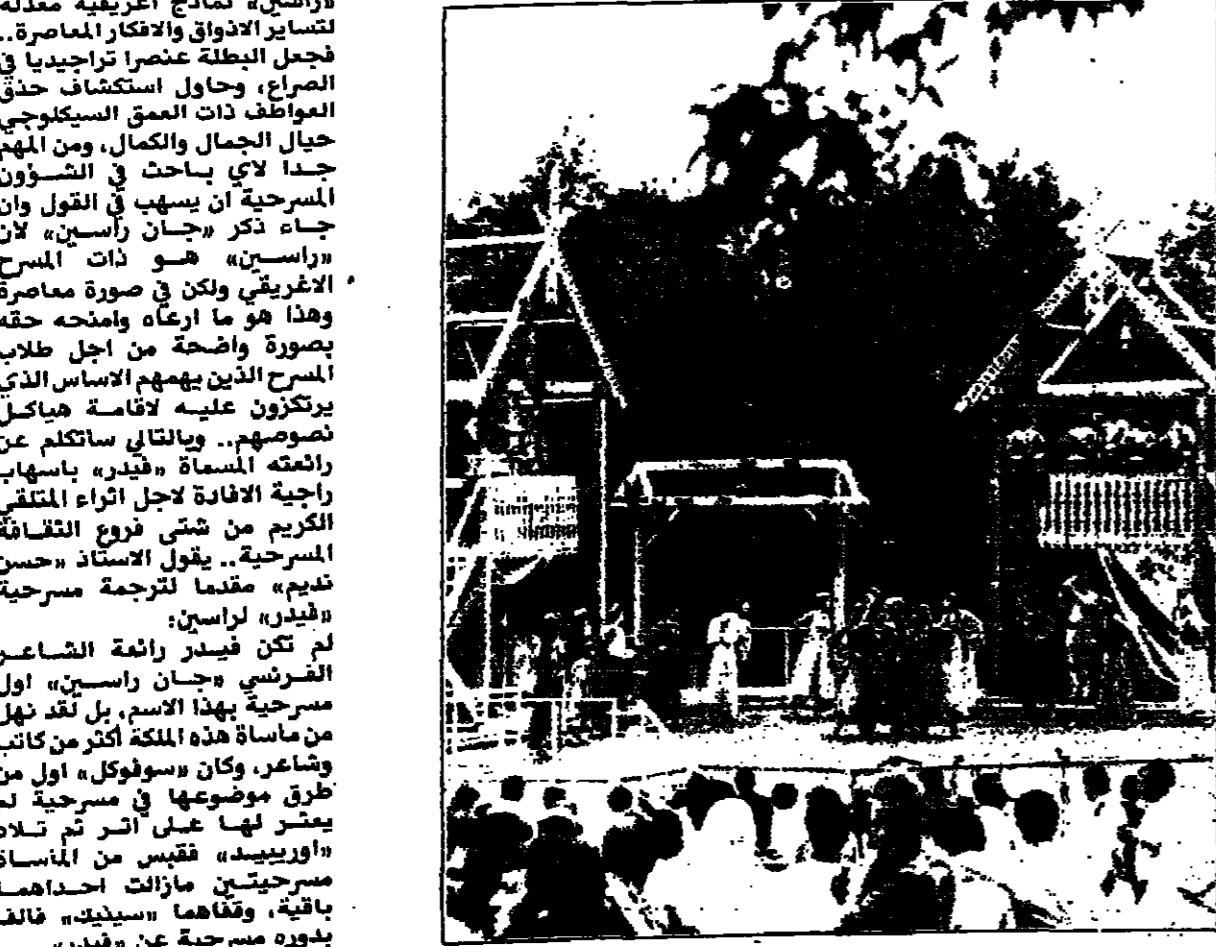 «راسين» نماذج اغريقية معدلة
لتساير الاذواق والافكار المعاصرة..
فجعل البطلة عنصرا تراجيديا في
الصراع، وحاول استكشاف حذق
العواطف ذات العمق السيكلوجي
حيال الجمال والكمال، ومن المهم
جدا لاي باحث في الشؤون
المسرحية ان يسهب في القول وان
جاء ذكر «جان راسين» لان
«راسين» هو ذات المسرح
الاغريقي ولكن في صورة معاصرة
وهذا هو ما ارعاه وامنحه حقه
بصورة واضحة من اجل طلاب
المسرح الذين يهمهم الاساس الذي
يرتكزون عليه لاقامة هياكل
نصوصهم.. وبالتالي ساتكلم عن
رائعته المسماة «فيدر» باسهاب
راجية الافادة لاجل اثراء المتلقي
الكريم من شتى فروع الثقافة
المسرحية.. يقول الاستاذ «حسن
نديم» مقدما لترجمة مسرحية
«فيدر» لراسين:
لم تكن فيدر رائعة الشاعر
الفرنسي «جان راسين» اول
مسرحية بهذا الاسم، بل لقد نهل
من ماساة هذه الملكة أكثر من كاتب
وشاعر، وكان «سوفوكل» اول من
طرق موضوعها في مسرحية لم
يعثر لها على اثر ثم تلاه
«اوريبيد» فقبس من المأساة
مسرحيتين مازالت احداهما
باقية، وقفاهما «سينيك» فالف
بدوره مسرحية عن «فيدر»